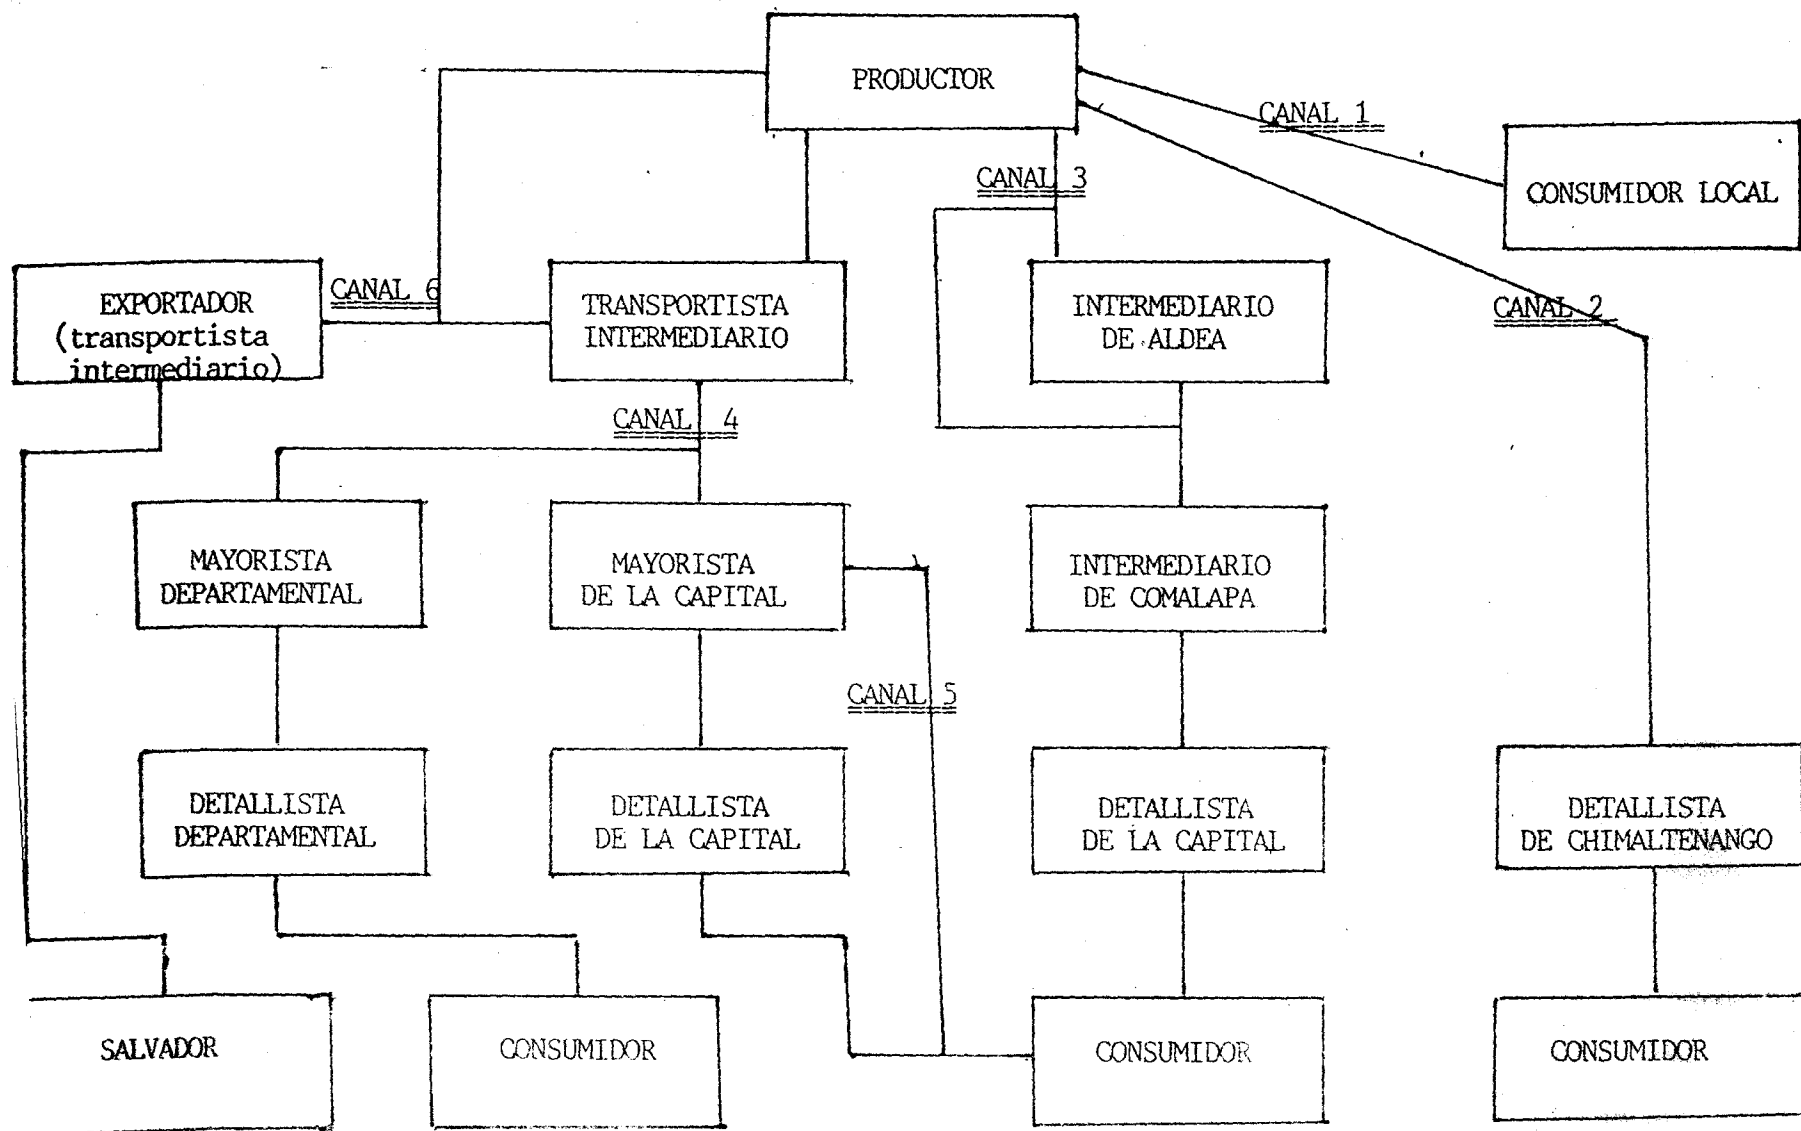 PRODUCTOR
CANAL 1
CONSUMIDOR LOCAL
CANAL 3
CANAL 6
CANAL 2
EXPORTADOR
(transportista
intermediario)
TRANSPORTISTA
INTERMEDIARIO
INTERMEDIARIO
DE ALDEA
CANAL 4
MAYORISTA
DEPARTAMENTAL
MAYORISTA
DE LA CAPITAL
INTERMEDIARIO
DE COMALAPA
CANAL 5
DETALLISTA
DEPARTAMENTAL
DETALLISTA
DE LA CAPITAL
DETALLISTA
DE LA CAPITAL
DETALLISTA
DE CHIMALTENANGO
SALVADOR
CONSUMIDOR
CONSUMIDOR
CONSUMIDOR